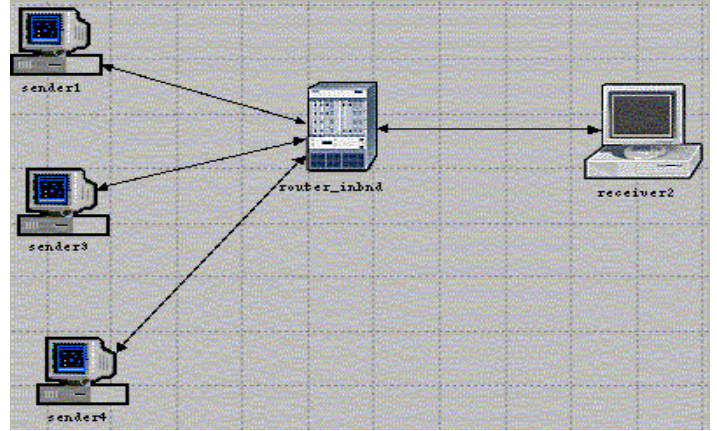 sender1
router_inbnd
receiver2
sender3
sender4